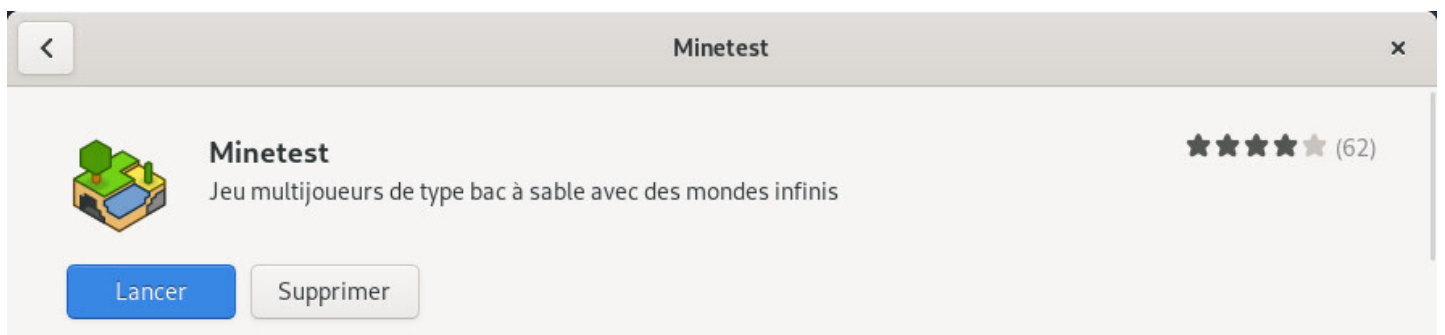 Minetest
Minetest
(62)
Jeu multijoueurs de type bac à sable avec des mondes infinis
Lancer
Supprimer